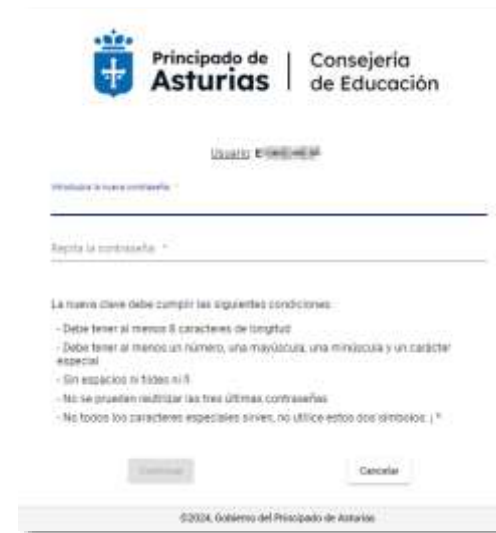 Principado de Asturias
Consejería de Educación
Usuario:
Introduzca la nueva contraseña *
Repita la contraseña *
La nueva clave debe cumplir las siguientes condiciones:
- Debe tener al menos 8 caracteres de longitud
- Debe tener al menos un número, una mayúscula, una minúscula y un carácter
especial
- Sin espacios ni tildes ni ñ
- No se pueden reutilizar las tres últimas contraseñas
- No todos los caracteres especiales sirven, no utilice estos dos símbolos:
Continuar
Cancelar
©2024, Gobierno del Principado de Asturias